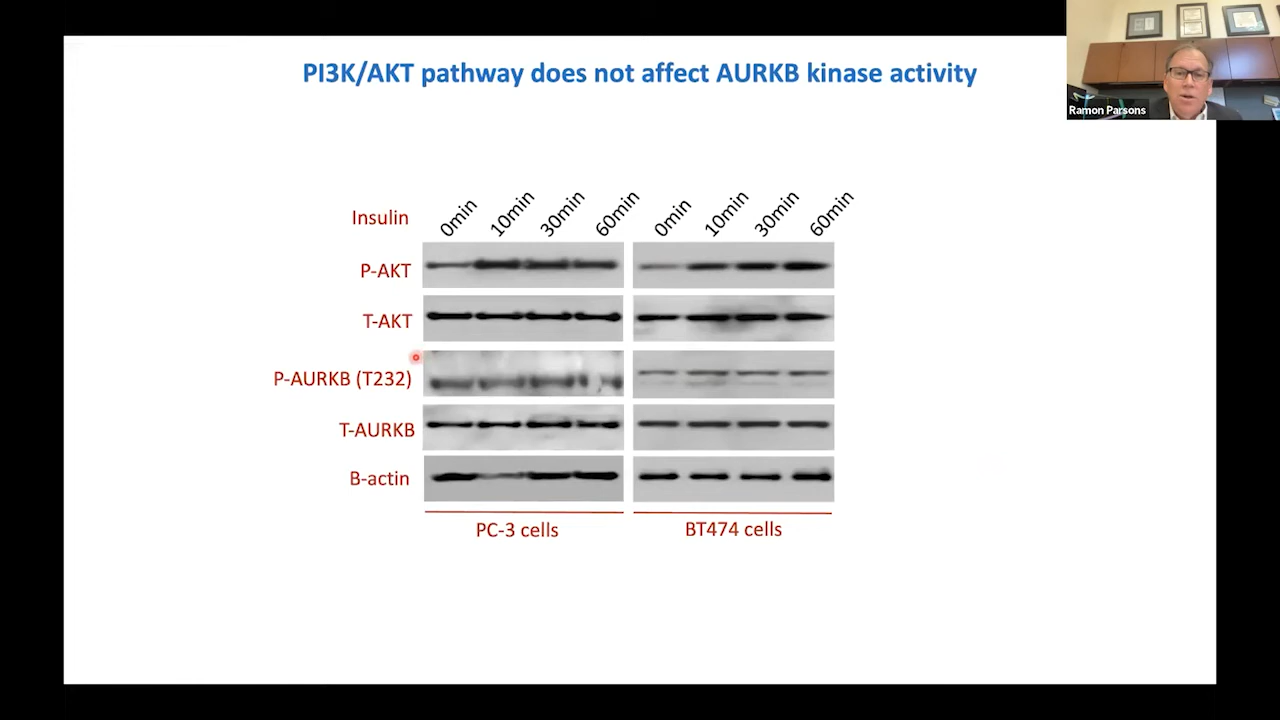 PI3K/AKT pathway does not affect AURKB kinase activity
Ramon Parsons
Insulin 0min 10min 30min 60min 0min 10min 30min 60min
P-AKT
T-AKT
P-AURKB (T232)
T-AURKB
B-actin
PC-3 cells BT474 cells